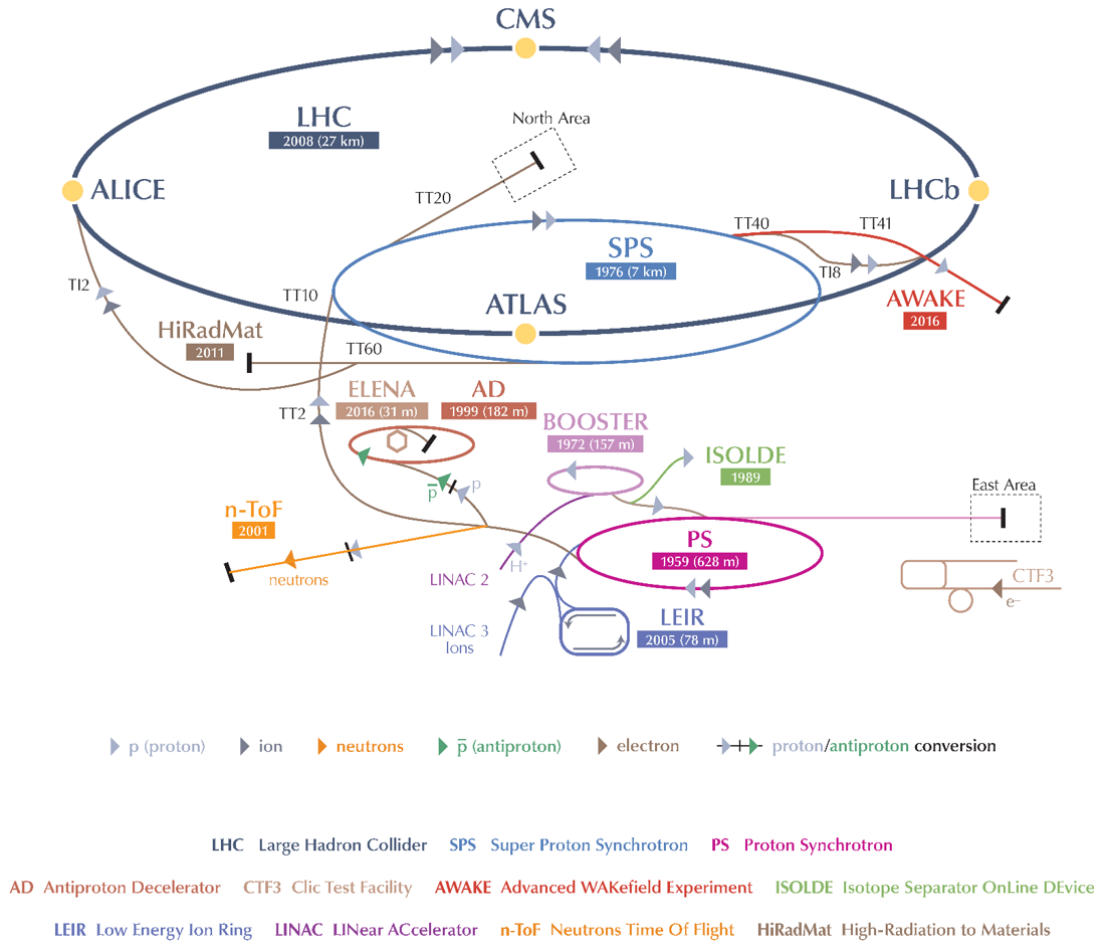 CMS
LHC
2008 (27 km)
North Area
ALICE
LHCb
TT20
TT40
TT41
SPS
1976 (7 km)
TI8
TI2
TT10
ATLAS
AWAKE
2016
HiRadMat
2011
TT60
ELENA
2016 (31 m)
AD
1999 (182 m)
TT2
BOOSTER
1972 (157 m)
ISOLDE
1989
p
p̅
East Area
n-ToF
2001
PS
1959 (628 m)
neutrons
LINAC 2
H⁺
CTF3
e⁻
LINAC 3
Ions
LEIR
2005 (78 m)
p (proton) ion neutrons p̅ (antiproton) electron proton/antiproton conversion
LHC Large Hadron Collider SPS Super Proton Synchrotron PS Proton Synchrotron
AD Antiproton Decelerator CTF3 Clic Test Facility AWAKE Advanced WAKefield Experiment ISOLDE Isotope Separator OnLine DEvice
LEIR Low Energy Ion Ring LINAC LINear ACcelerator n-ToF Neutrons Time Of Flight HiRadMat High-Radiation to Materials